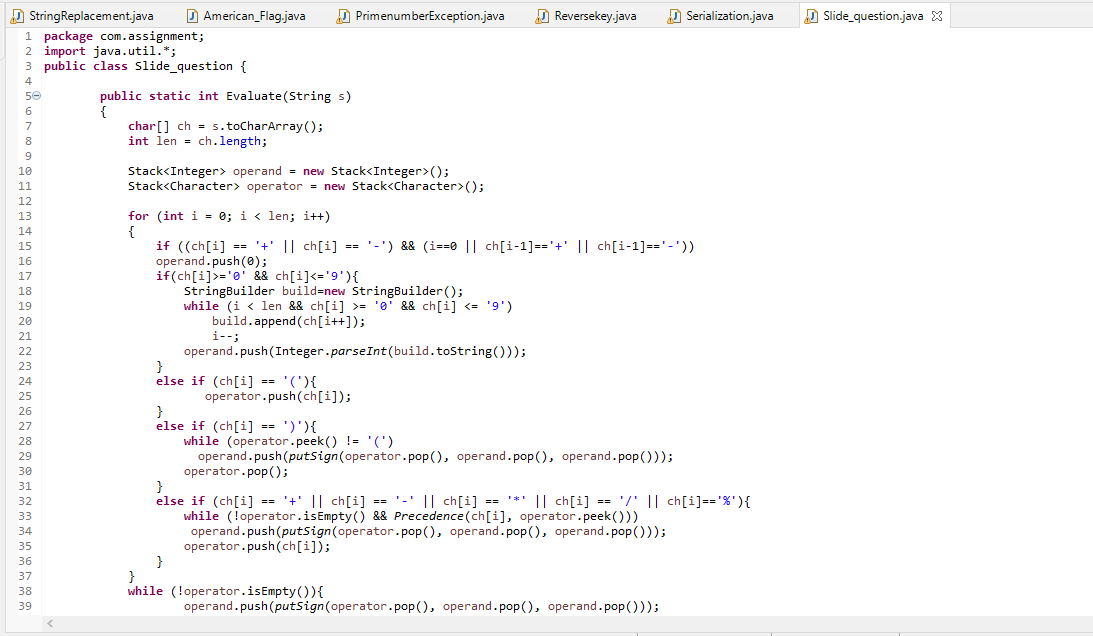 StringReplacement.java American_Flag.java PrimenumberException.java Reversekey.java Serialization.java Slide_question.java
1 package com.assignment;
2 import java.util.*;
3 public class Slide_question {
4
5 public static int Evaluate(String s)
6 {
7 char[] ch = s.toCharArray();
8 int len = ch.length;
9
10 Stack<Integer> operand = new Stack<Integer>();
11 Stack<Character> operator = new Stack<Character>();
12
13 for (int i = 0; i < len; i++)
14 {
15 if ((ch[i] == '+' || ch[i] == '-') && (i==0 || ch[i-1]=='+' || ch[i-1]=='-'))
16 operand.push(0);
17 if(ch[i]>='0' && ch[i]<='9'){
18 StringBuilder build=new StringBuilder();
19 while (i < len && ch[i] >= '0' && ch[i] <= '9')
20 build.append(ch[i++]);
21 i--;
22 operand.push(Integer.parseInt(build.toString()));
23 }
24 else if (ch[i] == '('){
25 operator.push(ch[i]);
26 }
27 else if (ch[i] == ')'){
28 while (operator.peek() != '(')
29 operand.push(putSign(operator.pop(), operand.pop(), operand.pop()));
30 operator.pop();
31 }
32 else if (ch[i] == '+' || ch[i] == '-' || ch[i] == '*' || ch[i] == '/' || ch[i]=='%'){
33 while (!operator.isEmpty() && Precedence(ch[i], operator.peek()))
34 operand.push(putSign(operator.pop(), operand.pop(), operand.pop()));
35 operator.push(ch[i]);
36 }
37 }
38 while (!operator.isEmpty()){
39 operand.push(putSign(operator.pop(), operand.pop(), operand.pop()));